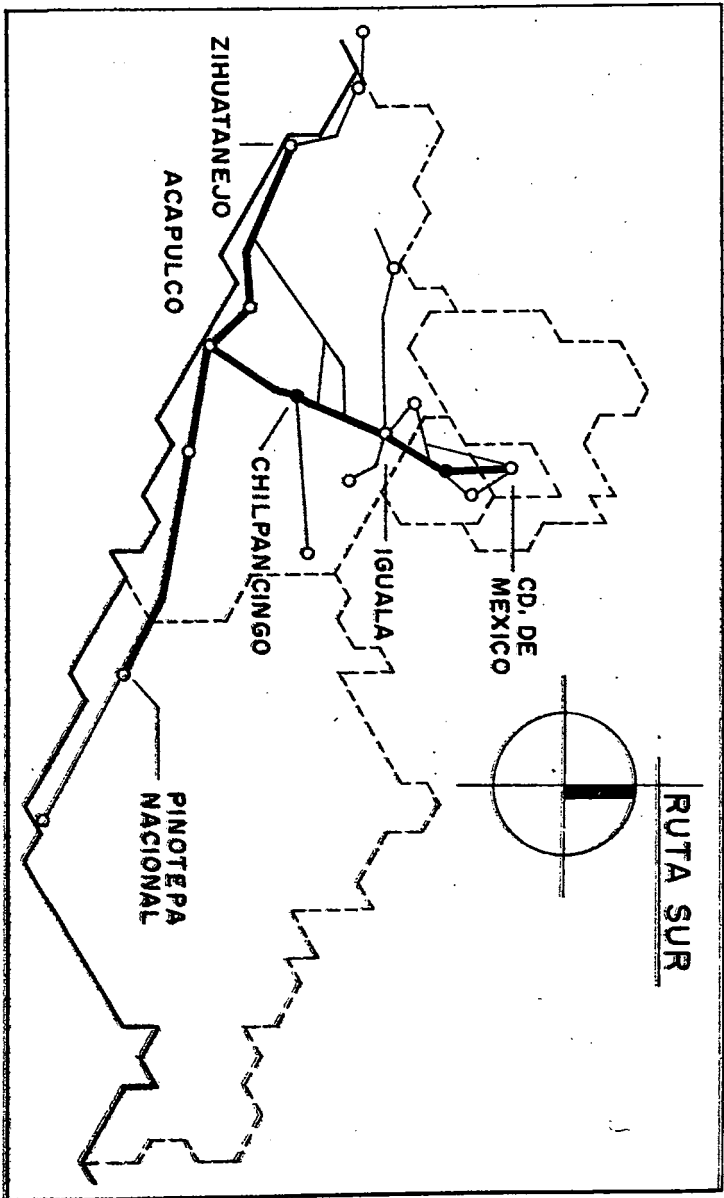 RUTA SUR
CD. DE
MEXICO
IGUALA
CHILPANCINGO
ZIHUATANEJO
ACAPULCO
PINOTEPA
NACIONAL